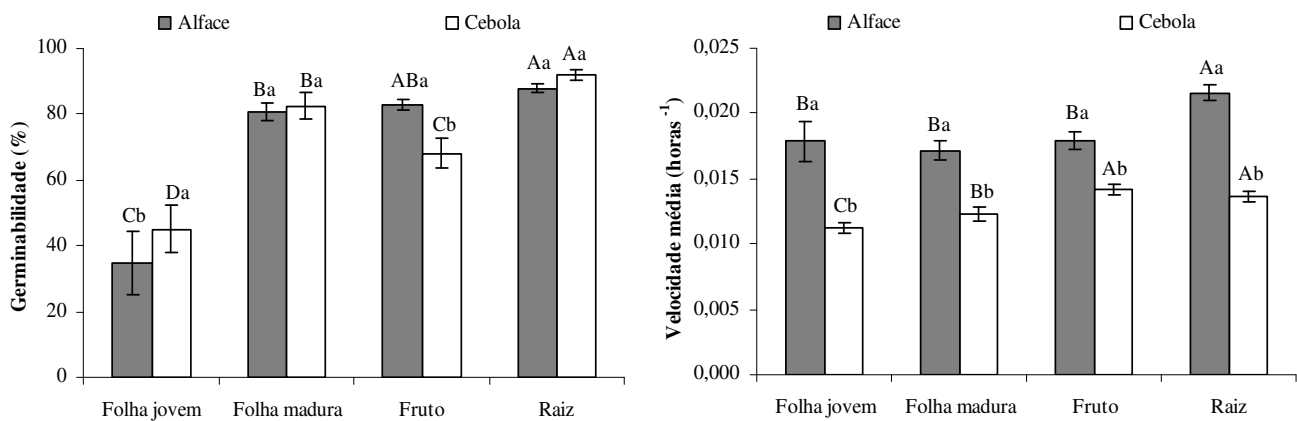 Alface Cebola
100
80
60
40
20
0
Germinabilidade (%)
Cb Da Ba Ba ABa Cb Aa Aa
Folha jovem Folha madura Fruto Raiz
Alface Cebola
0,025
0,020
0,015
0,010
0,005
0,000
Velocidade média (horas -1)
Ba Cb Ba Bb Ba Ab Aa Ab
Folha jovem Folha madura Fruto Raiz